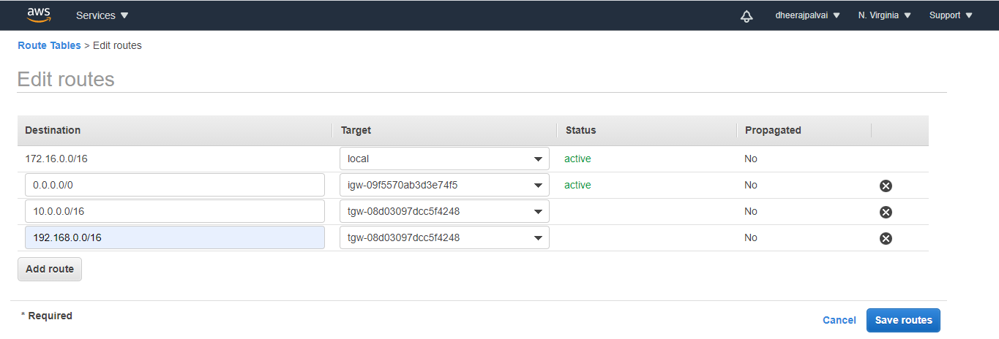 aws Services dheerajpalvai N. Virginia Support
Route Tables > Edit routes
Edit routes
Destination Target Status Propagated
172.16.0.0/16 local active No
0.0.0.0/0 igw-09f5570ab3d3e74f5 active No
10.0.0.0/16 tgw-08d03097dcc5f4248 No
192.168.0.0/16 tgw-08d03097dcc5f4248 No
Add route
* Required
Cancel Save routes